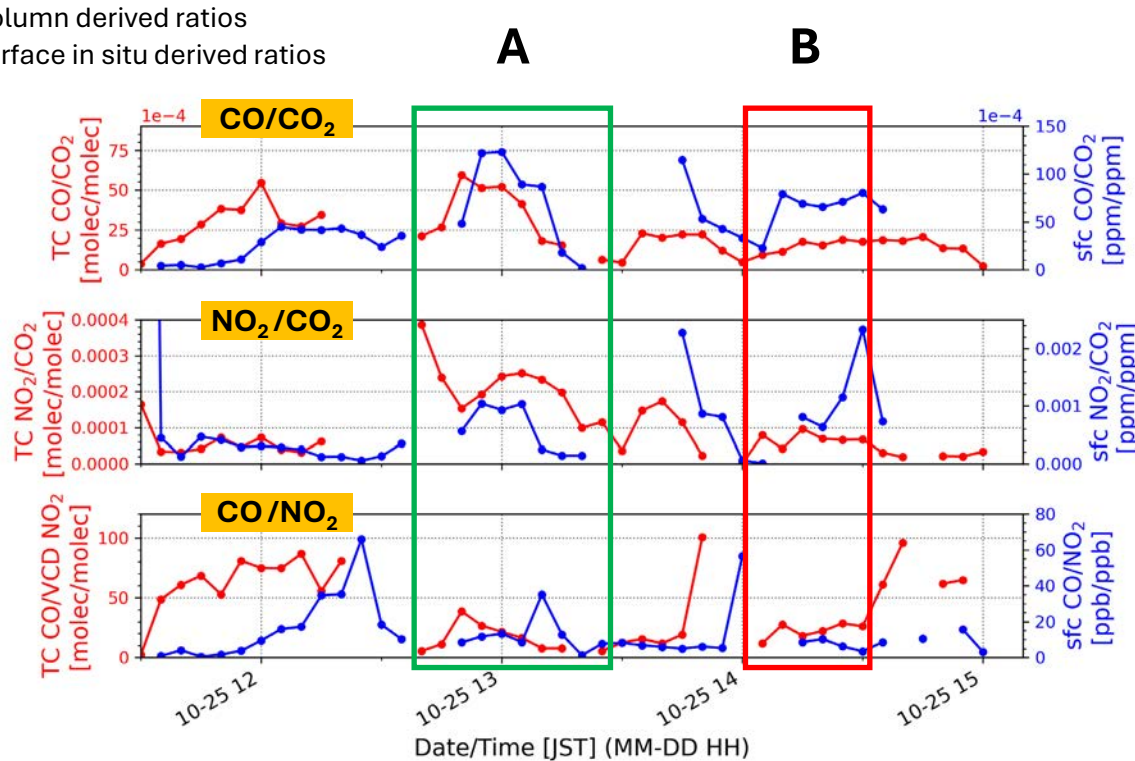 olumn derived ratios
rface in situ derived ratios
A
B
1e−4
CO/CO₂
1e−4
TC CO/CO₂
[molec/molec]
75
50
25
0
150
100
50
0
sfc CO/CO₂
[ppm/ppm]
NO₂/CO₂
TC NO₂/CO₂
[molec/molec]
0.0004
0.0003
0.0002
0.0001
0.0000
0.002
0.001
0.000
sfc NO₂/CO₂
[ppm/ppm]
CO/NO₂
TC CO/VCD NO₂
[molec/molec]
100
50
0
80
60
40
20
0
sfc CO/NO₂
[ppb/ppb]
10-25 12
10-25 13
10-25 14
10-25 15
Date/Time [JST] (MM-DD HH)